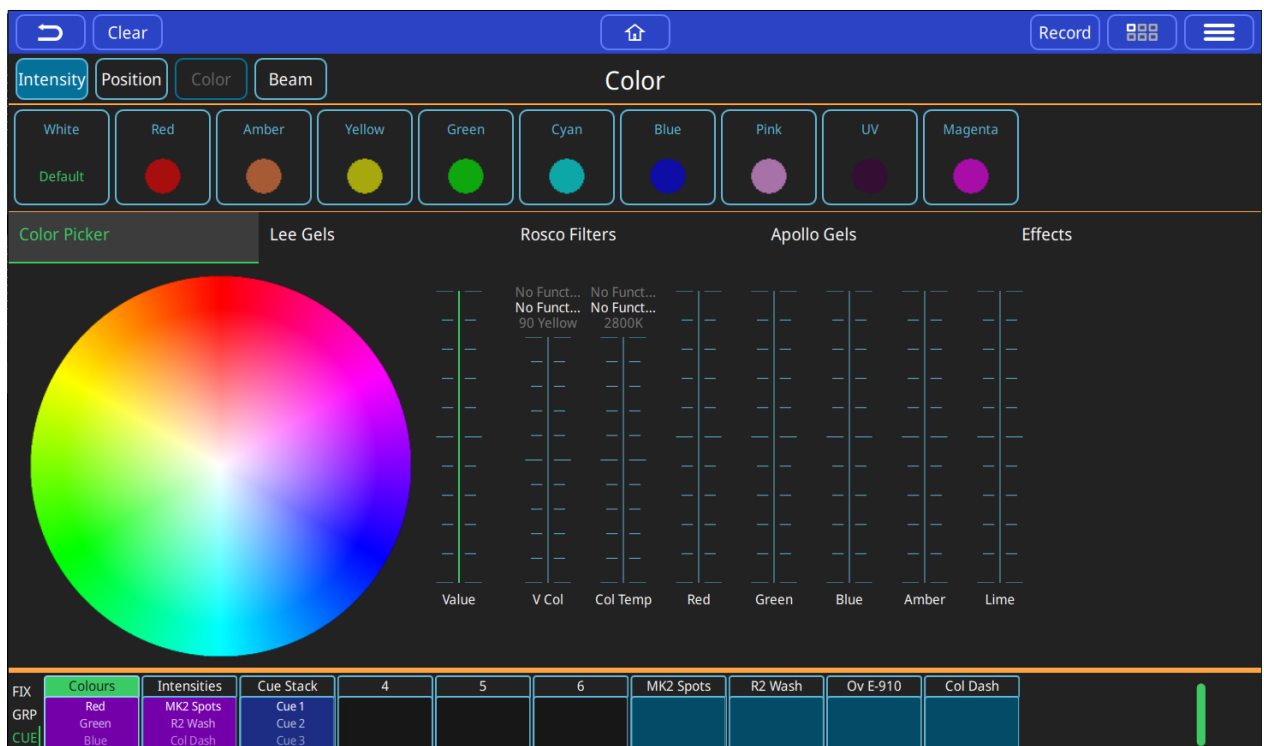 Clear
Record
Intensity Position Color Beam Color
White Red Amber Yellow Green Cyan Blue Pink UV Magenta
Default
Color Picker Lee Gels Rosco Filters Apollo Gels Effects
No Funct... No Funct...
No Funct... No Funct...
90 Yellow 2800K
Value V Col Col Temp Red Green Blue Amber Lime
FIX Colours Intensities Cue Stack 4 5 6 MK2 Spots R2 Wash Ov E-910 Col Dash
Red MK2 Spots Cue 1
GRP Green R2 Wash Cue 2
CUE Blue Col Dash Cue 3